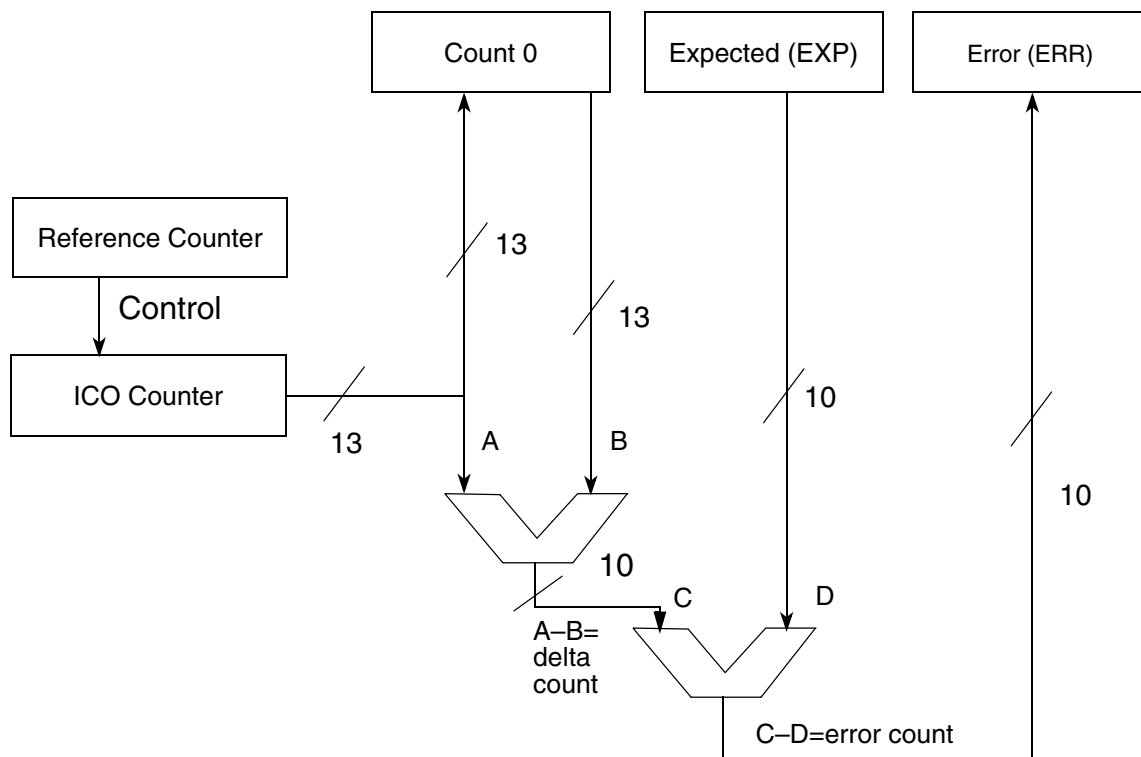 Count 0
Expected (EXP)
Error (ERR)
Reference Counter
13
Control
13
ICO Counter
10
13
A
B
10
10
C
D
A–B=
delta
count
C–D=error count